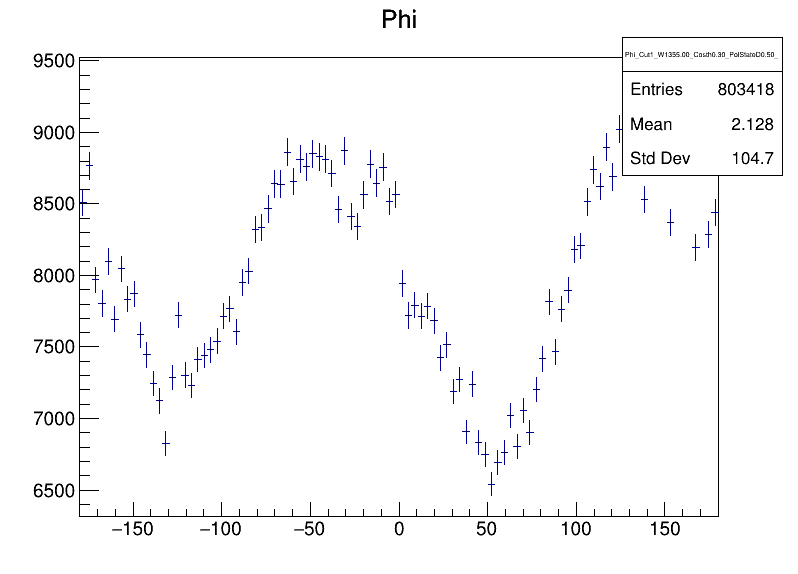 Phi
Phi_Cut1_W1355.00_Costh0.30_PolStateD0.50_
Entries 803418
Mean 2.128
Std Dev 104.7
9500
9000
8500
8000
7500
7000
6500
−150 −100 −50 0 50 100 150